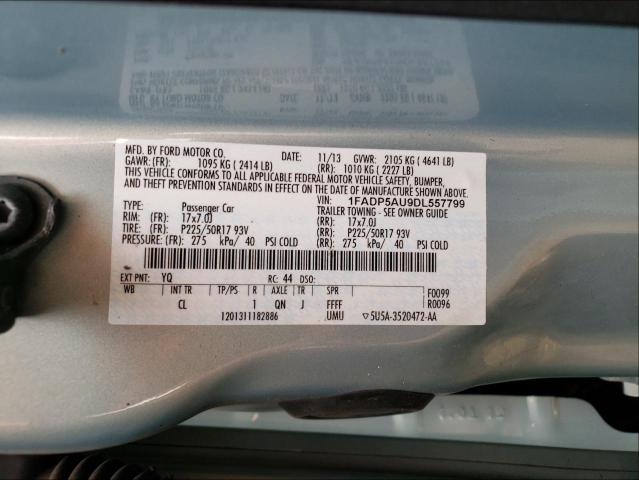 MFD. BY FORD MOTOR CO.
DATE: 11/13 GVWR: 2105 KG ( 4641 LB)
GAWR: (FR): 1095 KG ( 2414 LB) (RR): 1010 KG ( 2227 LB)
THIS VEHICLE CONFORMS TO ALL APPLICABLE FEDERAL MOTOR VEHICLE SAFETY, BUMPER,
AND THEFT PREVENTION STANDARDS IN EFFECT ON THE DATE OF MANUFACTURE SHOWN ABOVE.
VIN: 1FADP5AU9DL557799
TYPE: Passenger Car TRAILER TOWING - SEE OWNER GUIDE
RIM: (FR): 17x7.0J (RR): 17x7.0J
TIRE: (FR): P225/50R17 93V (RR): P225/50R17 93V
PRESSURE: (FR): 275 kPa/ 40 PSI COLD (RR): 275 kPa/ 40 PSI COLD
EXT PNT: YQ RC: 44 DSO:
WB INT TR TP/PS R AXLE TR SPR F0099
CL 1 QN J FFFF R0096
1201311182886 UMU ▽5U5A-3520472-AA